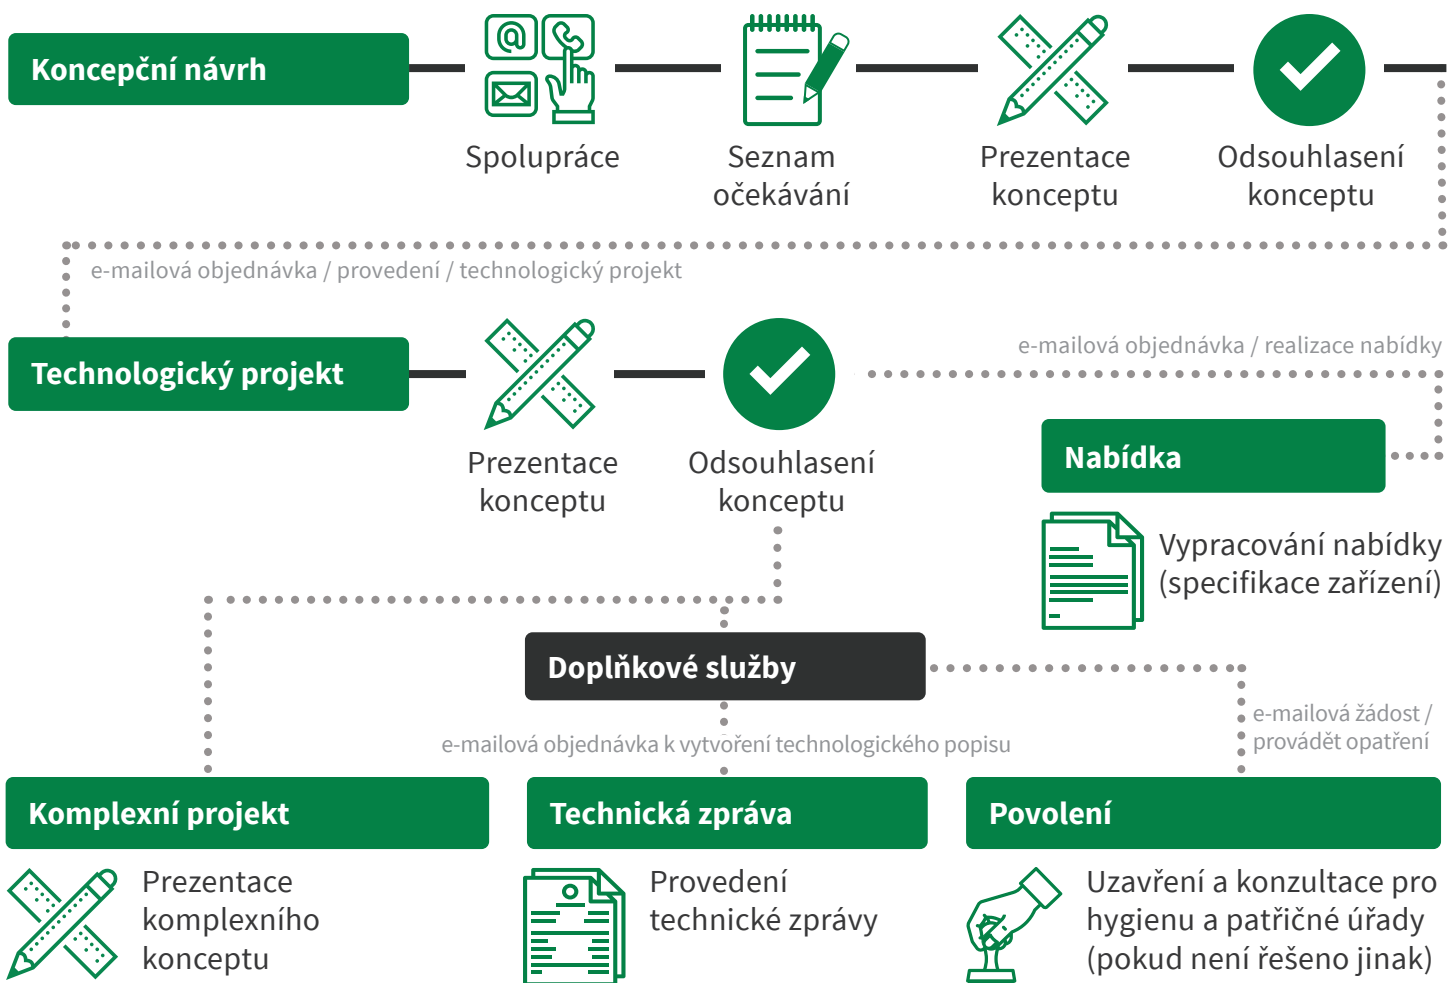 Koncepční návrh
@
Spolupráce
Seznam
očekávání
Prezentace
konceptu
Odsouhlasení
konceptu
e-mailová objednávka / provedení / technologický projekt
Technologický projekt
Prezentace
konceptu
Odsouhlasení
konceptu
e-mailová objednávka / realizace nabídky
Nabídka
Vypracování nabídky
(specifikace zařízení)
Doplňkové služby
e-mailová objednávka k vytvoření technologického popisu
e-mailová žádost /
provádět opatření
Komplexní projekt
Prezentace
komplexního
konceptu
Technická zpráva
Provedení
technické zprávy
Povolení
Uzavření a konzultace pro
hygienu a patřičné úřady
(pokud není řešeno jinak)